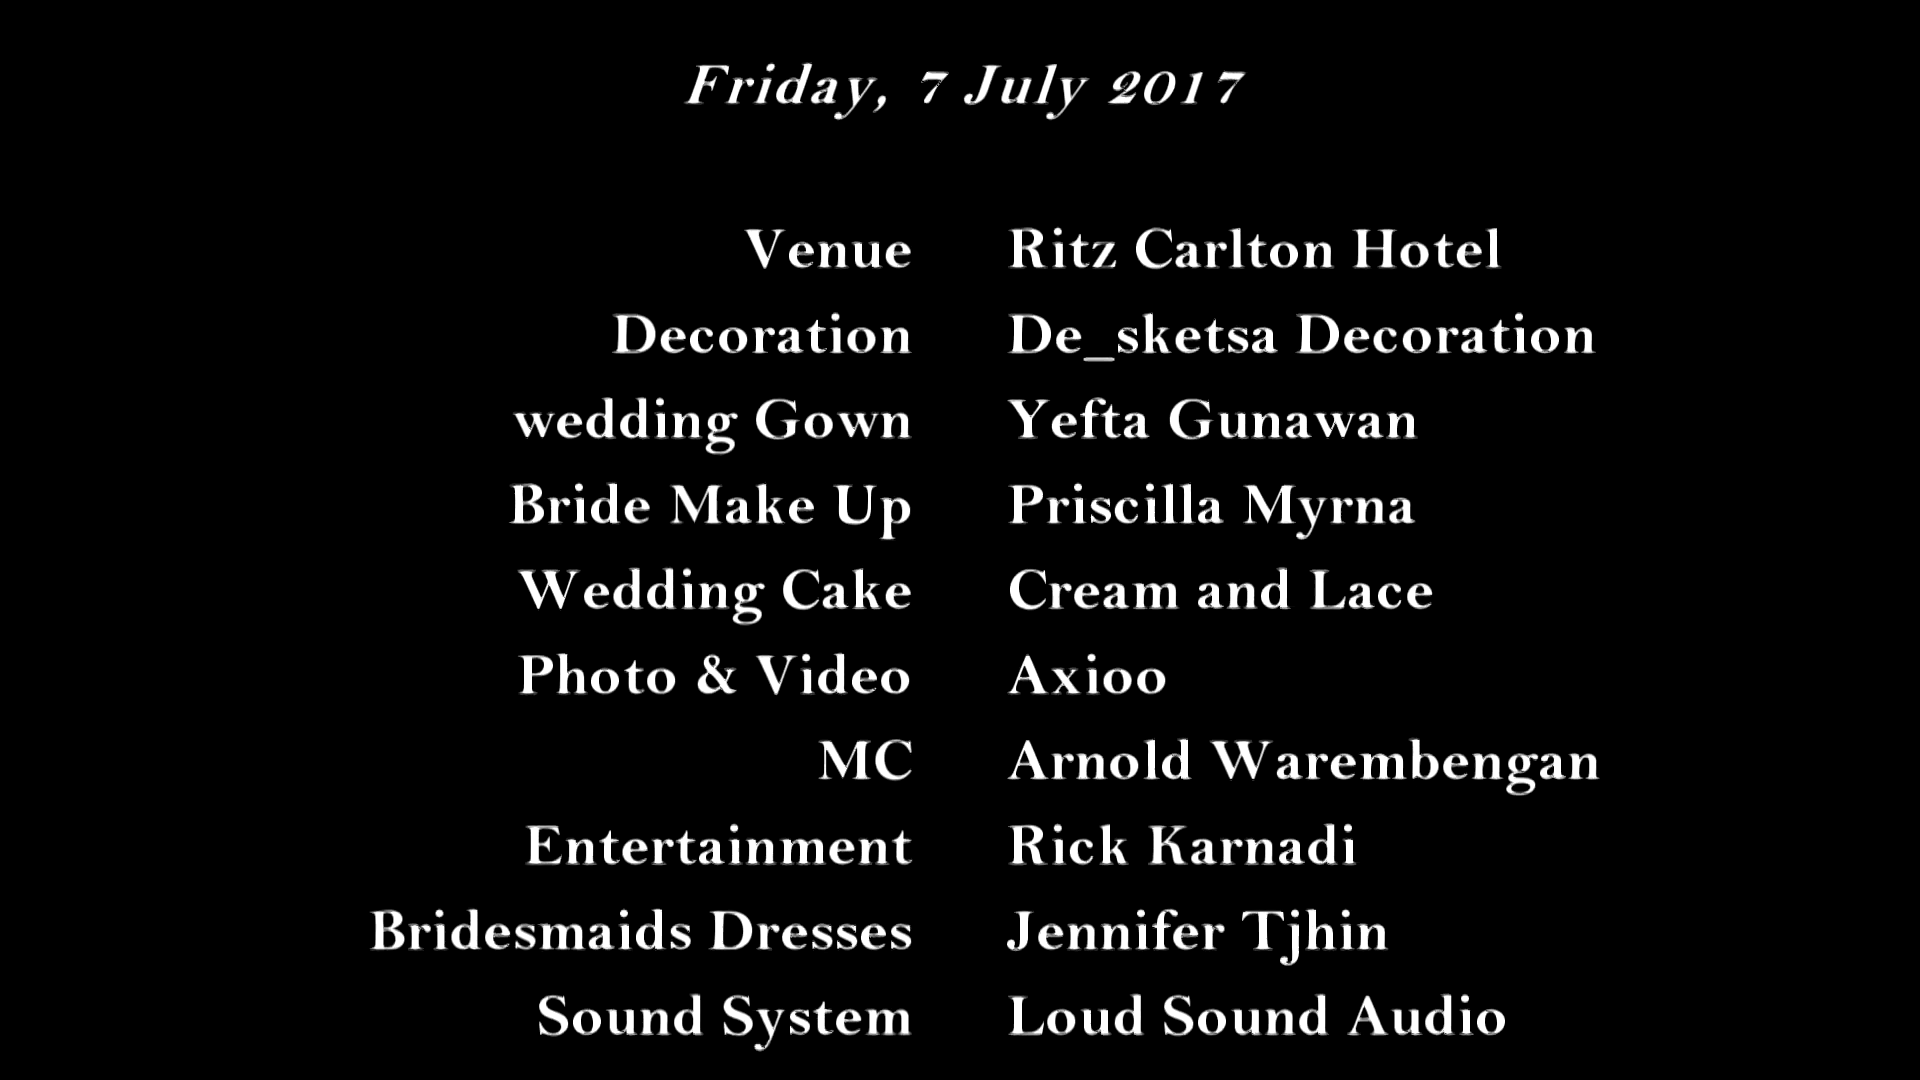 Friday, 7 July 2017
Venue Ritz Carlton Hotel
Decoration De_sketsa Decoration
wedding Gown Yefta Gunawan
Bride Make Up Priscilla Myrna
Wedding Cake Cream and Lace
Photo & Video Axioo
MC Arnold Warembengan
Entertainment Rick Karnadi
Bridesmaids Dresses Jennifer Tjhin
Sound System Loud Sound Audio